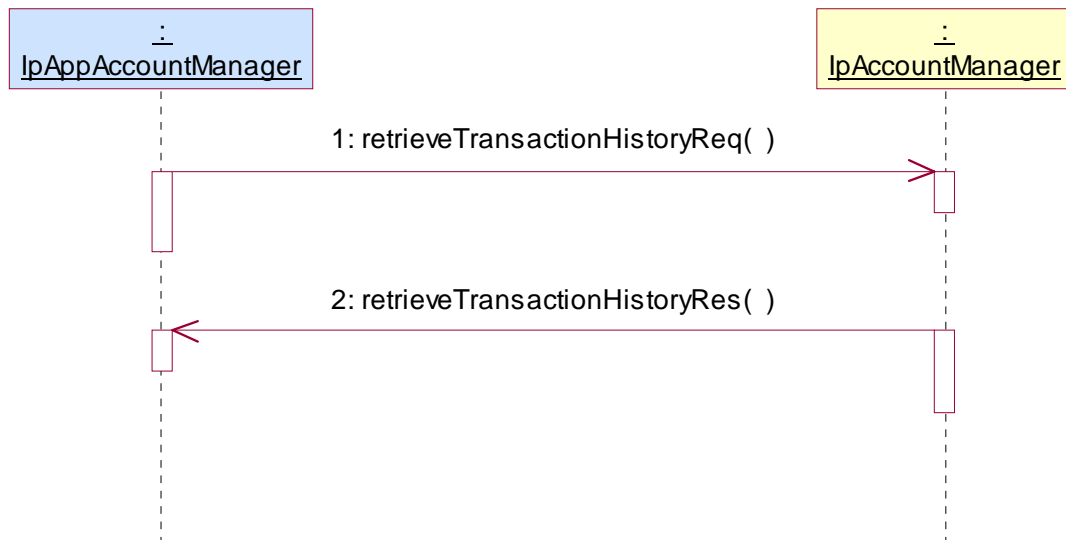 :
IpAppAccountManager
:
IpAccountManager
1: retrieveTransactionHistoryReq( )
2: retrieveTransactionHistoryRes( )